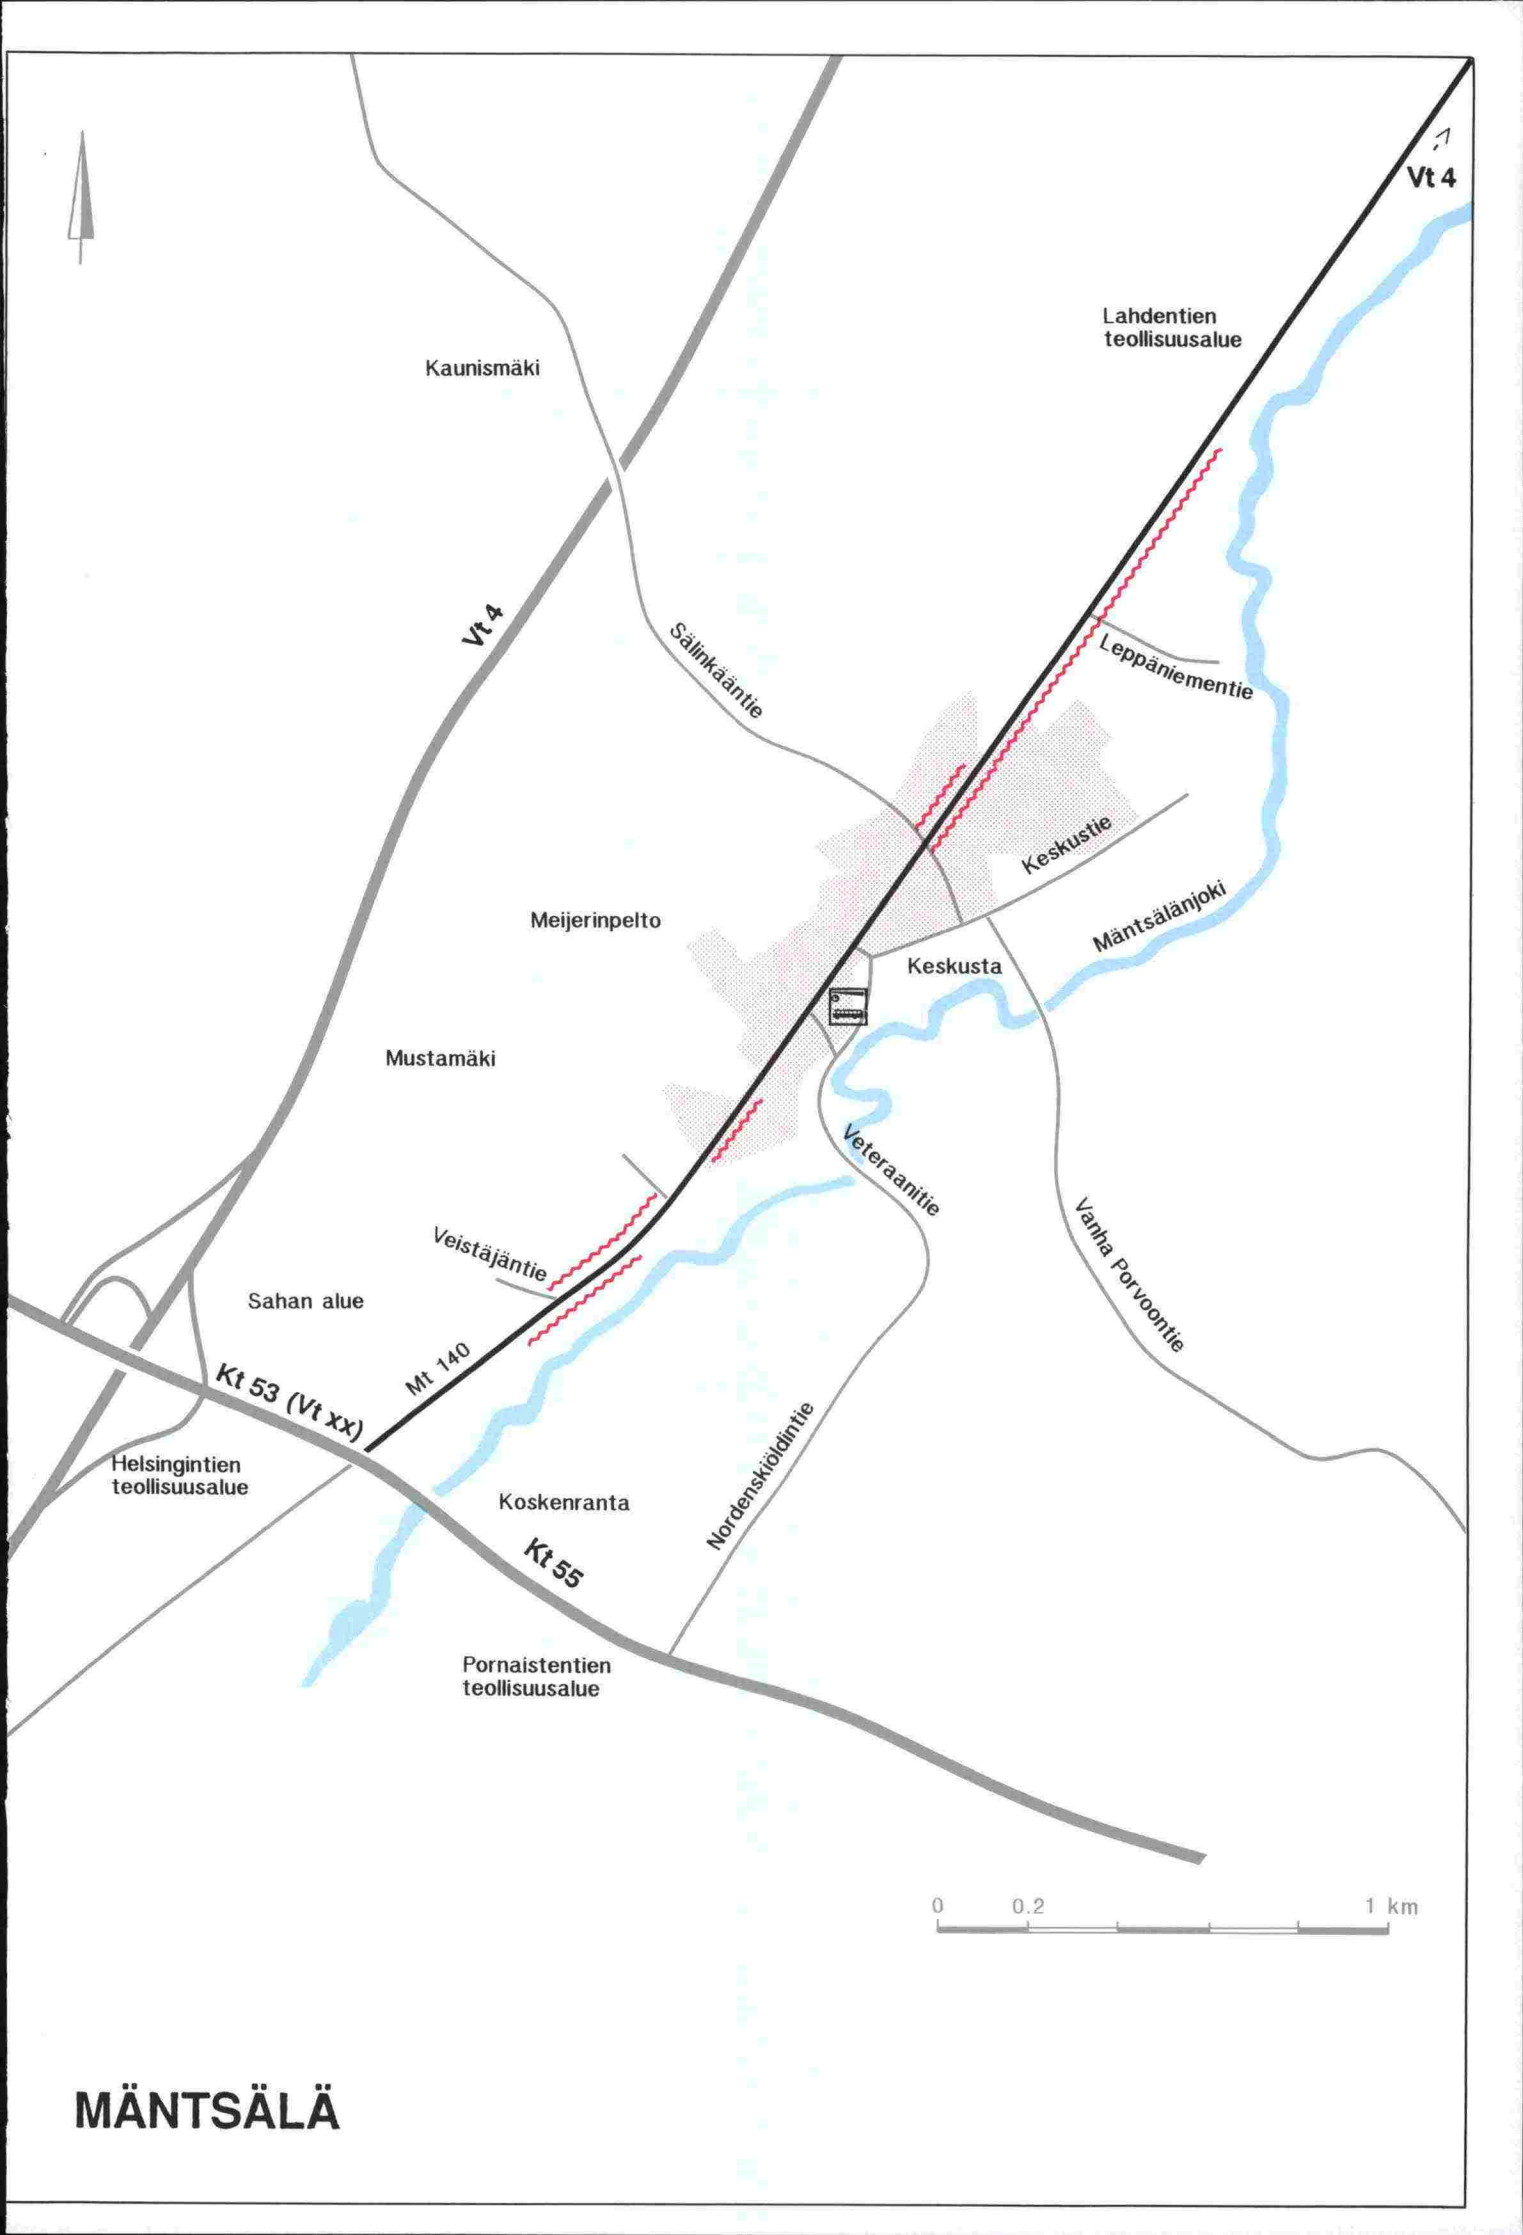 Vt 4
Lahdentien
teollisuusalue
Kaunismäki
Vt 4
Sälinkääntie
Leppäniementie
Keskustie
Mäntsälänjoki
Meijerinpelto
Keskusta
Mustamäki
Veteraanitie
Vanha Porvoontie
Veistäjäntie
Sahan alue
Mt 140
Kt 53 (Vt xx)
Helsingintien
teollisuusalue
Nordenskiöldintie
Koskenranta
Kt 55
Pornaistentien
teollisuusalue
0 0.2 1 km
MÄNTSÄLÄ